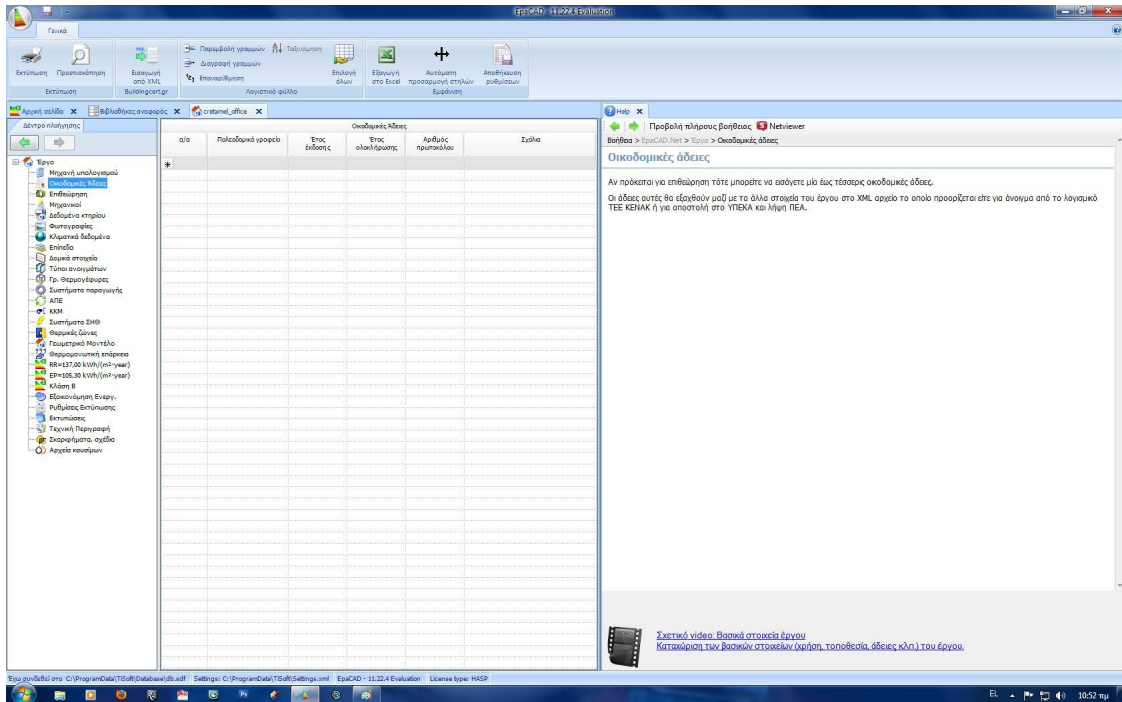 EpaCAD - 11.22.4 Evaluation
Γενικά
Εκτύπωση
Προεπισκόπηση
Εισαγωγή από XML
Παρεμβολή γραμμών
Ταξινόμηση
Διαγραφή γραμμών
Επαναρίθμηση
Επιλογή όλων
Εξαγωγή στο Excel
Αυτόματη προσαρμογή στηλών
Αποθήκευση ρυθμίσεων
Εκτύπωση
Buildingcert.gr
Λογιστικό φύλλο
Εμφάνιση
Αρχική σελίδα
Βιβλιοθήκες αναφοράς
cretamel_office
Help
Δέντρο πλοήγησης
Έργο
Μηχανή υπολογισμού
Οικοδομικές Άδειες
Επιθεώρηση
Μηχανικοί
Δεδομένα κτηρίου
Φωτογραφίες
Κλιματικά δεδομένα
Επίπεδα
Δομικά στοιχεία
Τύποι ανοιγμάτων
Γρ. Θερμογέφυρες
Συστήματα παραγωγής
ΑΠΕ
ΚΚΜ
Συστήματα ΣΗΘ
Θερμικές ζώνες
Γεωμετρικό Μοντέλο
Θερμομονωτική επάρκεια
RR=137,00 kWh/(m²·year)
EP=105,30 kWh/(m²·year)
Κλάση B
Εξοικονόμηση Ενεργ.
Ρυθμίσεις Εκτύπωσης
Εκτυπώσεις
Τεχνική Περιγραφή
Σκαριφήματα, σχέδια
Αρχεία καυσίμων
Οικοδομικές Άδειες
α/α
Πολεοδομικό γραφείο
Έτος έκδοσης
Έτος ολοκλήρωσης
Αριθμός πρωτοκόλου
Σχόλια
Προβολή πλήρους βοήθειας
Netviewer
Βοήθεια > EpaCAD.Net > Έργο > Οικοδομικές άδειες
Οικοδομικές άδειες
Αν πρόκειται για επιθεώρηση τότε μπορείτε να εισάγετε μία έως τέσσερις οικοδομικές άδειες.
Οι άδειες αυτές θα εξαχθούν μαζί με τα άλλα στοιχεία του έργου στο XML αρχείο το οποίο προορίζεται είτε για άνοιγμα από το λογισμικό
ΤΕΕ ΚΕΝΑΚ ή για αποστολή στο ΥΠΕΚΑ και λήψη ΠΕΑ.
Σχετικό video: Βασικά στοιχεία έργου
Καταχώριση των βασικών στοιχείων (χρήση, τοποθεσία, άδειες κλπ.) του έργου.
Έχω συνδεθεί στο C:\ProgramData\TiSoft\Database\db.sdf
Settings: C:\ProgramData\TiSoft\Settings.xml
EpaCAD - 11.22.4 Evaluation
License type: HASP
EL
10:52 πμ